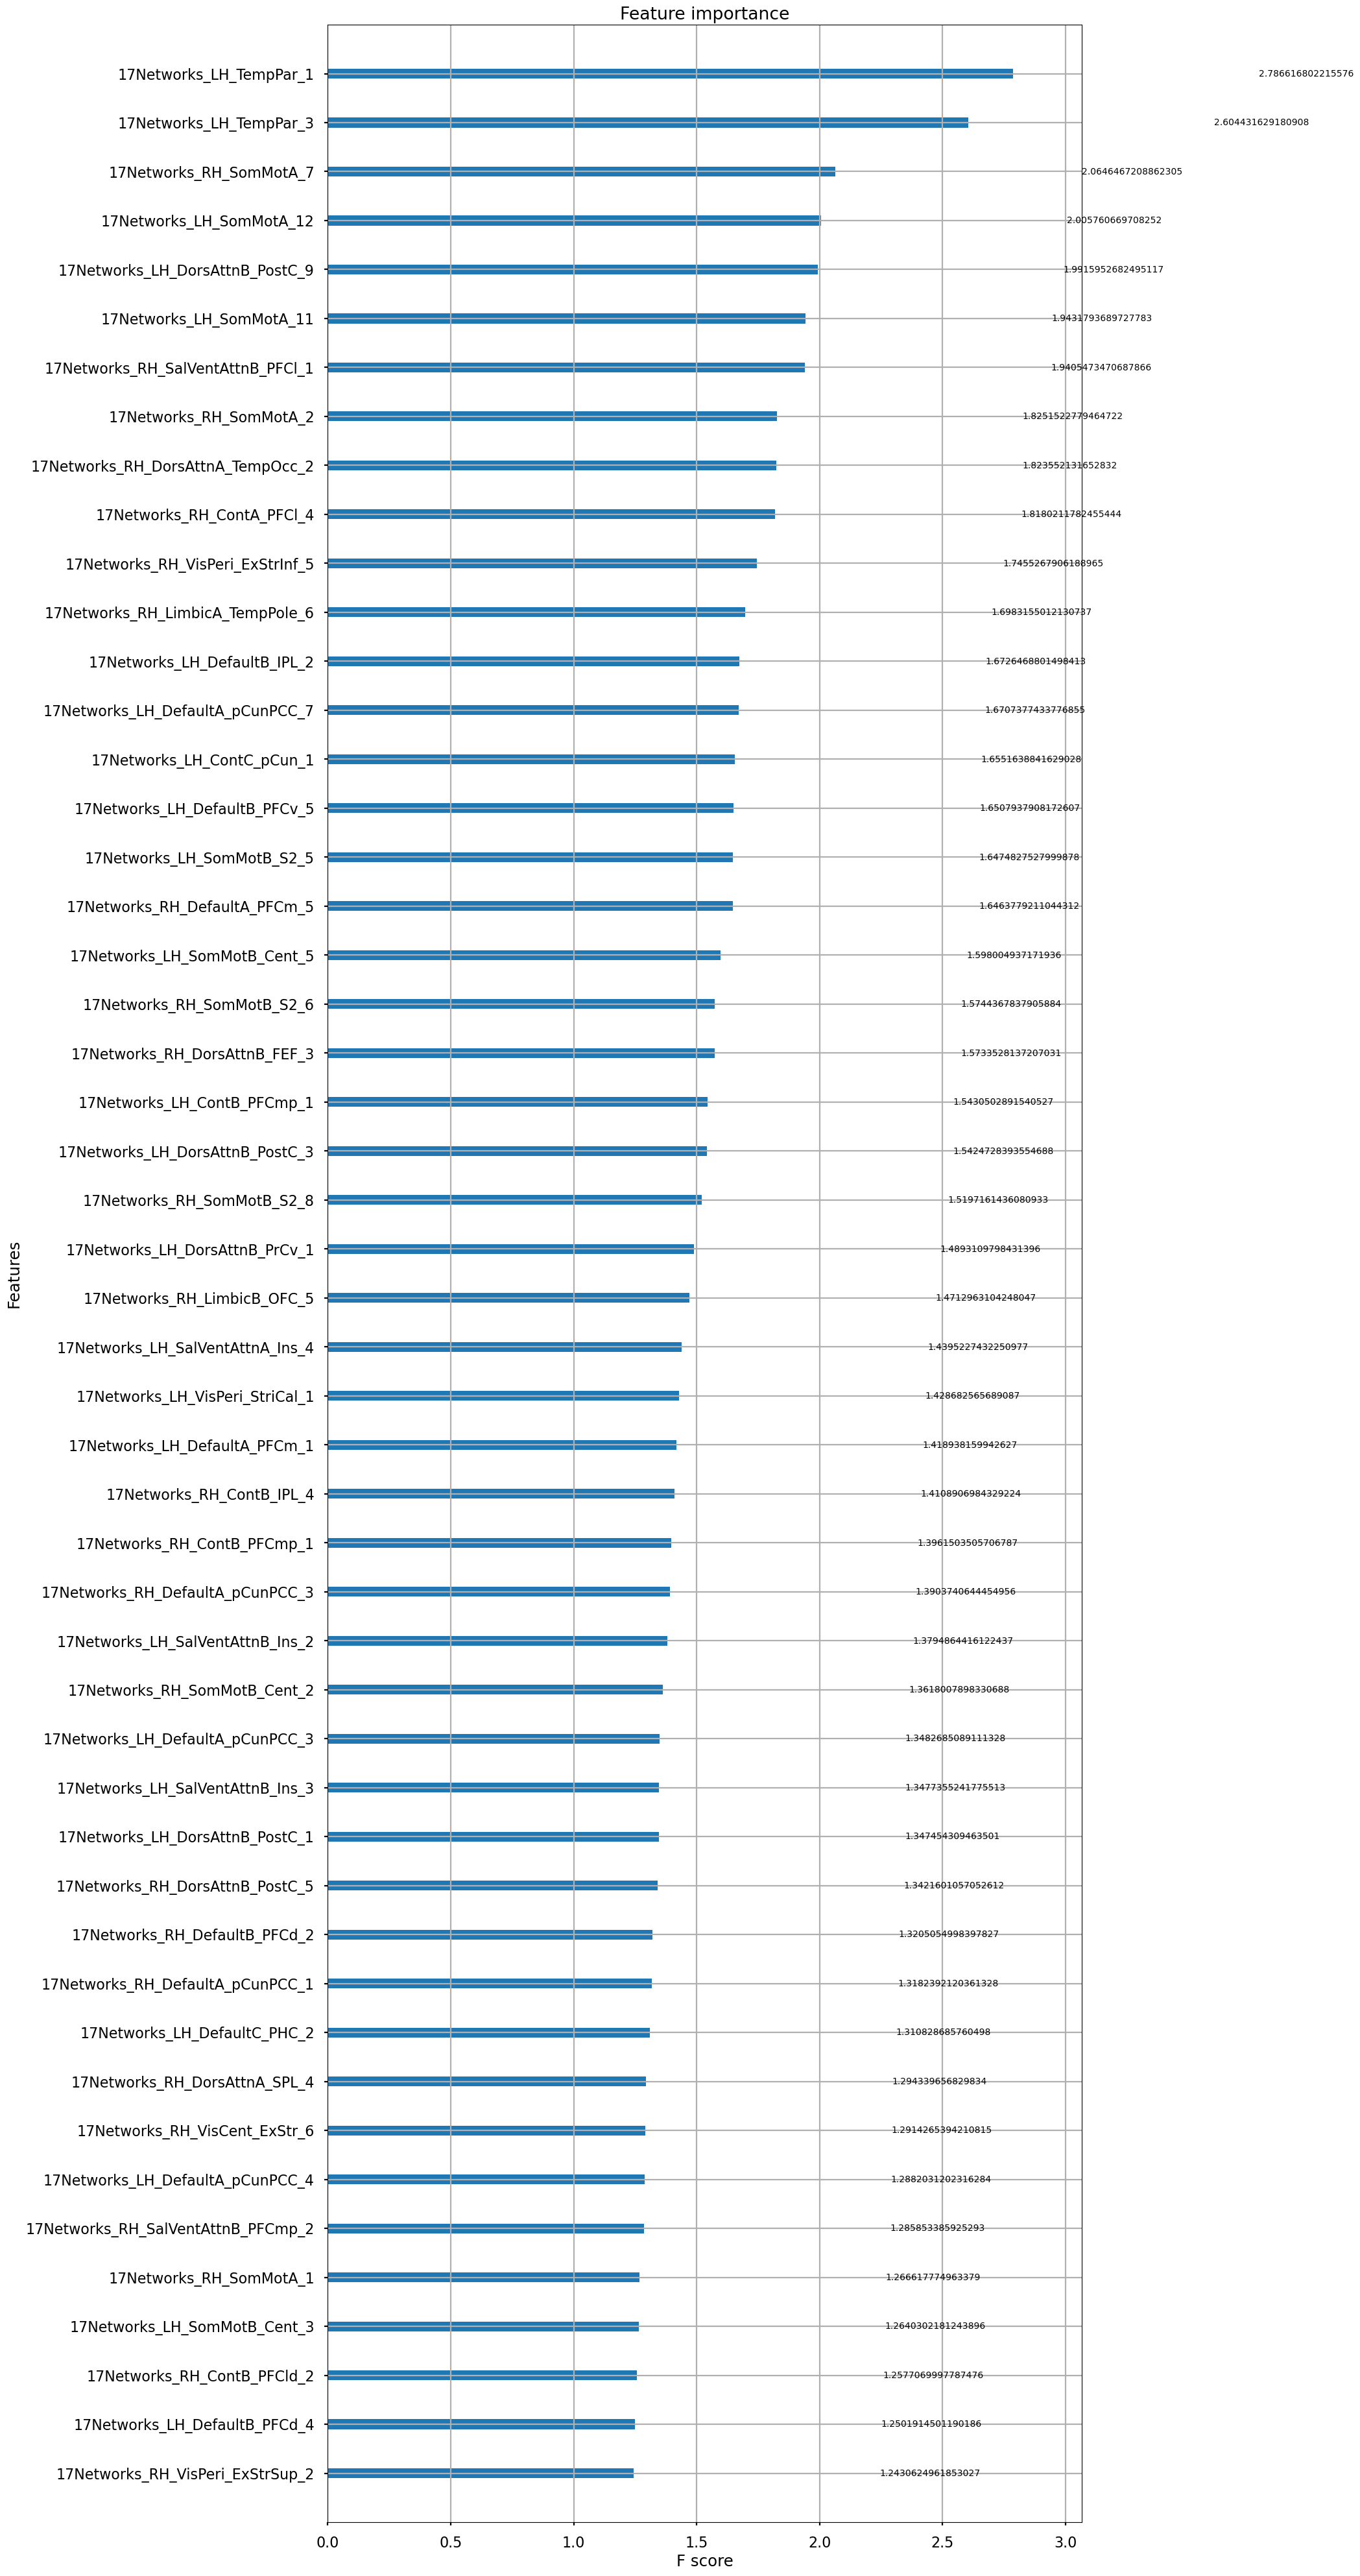 Feature importance
17Networks_LH_TempPar_1 2.786616802215576
17Networks_LH_TempPar_3 2.604431629180908
17Networks_RH_SomMotA_7 2.0646467208862305
17Networks_LH_SomMotA_12 2.005760669708252
17Networks_LH_DorsAttnB_PostC_9 1.9915952682495117
17Networks_LH_SomMotA_11 1.9431793689727783
17Networks_RH_SalVentAttnB_PFCl_1 1.9405473470687866
17Networks_RH_SomMotA_2 1.8251522779464722
17Networks_RH_DorsAttnA_TempOcc_2 1.823552131652832
17Networks_RH_ContA_PFCl_4 1.8180211782455444
17Networks_RH_VisPeri_ExStrInf_5 1.7455267906188965
17Networks_RH_LimbicA_TempPole_6 1.6983155012130737
17Networks_LH_DefaultB_IPL_2 1.6726468801498413
17Networks_LH_DefaultA_pCunPCC_7 1.6707377433776855
17Networks_LH_ContC_pCun_1 1.6551638841629028
17Networks_LH_DefaultB_PFCv_5 1.6507937908172607
17Networks_LH_SomMotB_S2_5 1.6474827527999878
17Networks_RH_DefaultA_PFCm_5 1.6463779211044312
17Networks_LH_SomMotB_Cent_5 1.598004937171936
17Networks_RH_SomMotB_S2_6 1.5744367837905884
17Networks_RH_DorsAttnB_FEF_3 1.5733528137207031
17Networks_LH_ContB_PFCmp_1 1.5430502891540527
17Networks_LH_DorsAttnB_PostC_3 1.5424728393554688
17Networks_RH_SomMotB_S2_8 1.5197161436080933
17Networks_LH_DorsAttnB_PrCv_1 1.4893109798431396
17Networks_RH_LimbicB_OFC_5 1.4712963104248047
17Networks_LH_SalVentAttnA_Ins_4 1.4395227432250977
17Networks_LH_VisPeri_StriCal_1 1.428682565689087
17Networks_LH_DefaultA_PFCm_1 1.418938159942627
17Networks_RH_ContB_IPL_4 1.4108906984329224
17Networks_RH_ContB_PFCmp_1 1.3961503505706787
17Networks_RH_DefaultA_pCunPCC_3 1.3903740644454956
17Networks_LH_SalVentAttnB_Ins_2 1.3794864416122437
17Networks_RH_SomMotB_Cent_2 1.3618007898330688
17Networks_LH_DefaultA_pCunPCC_3 1.3482685089111328
17Networks_LH_SalVentAttnB_Ins_3 1.3477355241775513
17Networks_LH_DorsAttnB_PostC_1 1.347454309463501
17Networks_RH_DorsAttnB_PostC_5 1.3421601057052612
17Networks_RH_DefaultB_PFCd_2 1.3205054998397827
17Networks_RH_DefaultA_pCunPCC_1 1.3182392120361328
17Networks_LH_DefaultC_PHC_2 1.310828685760498
17Networks_RH_DorsAttnA_SPL_4 1.294339656829834
17Networks_RH_VisCent_ExStr_6 1.2914265394210815
17Networks_LH_DefaultA_pCunPCC_4 1.2882031202316284
17Networks_RH_SalVentAttnB_PFCmp_2 1.285853385925293
17Networks_RH_SomMotA_1 1.266617774963379
17Networks_LH_SomMotB_Cent_3 1.2640302181243896
17Networks_RH_ContB_PFCld_2 1.2577069997787476
17Networks_LH_DefaultB_PFCd_4 1.2501914501190186
17Networks_RH_VisPeri_ExStrSup_2 1.2430624961853027
Features
0.0 0.5 1.0 1.5 2.0 2.5 3.0
F score